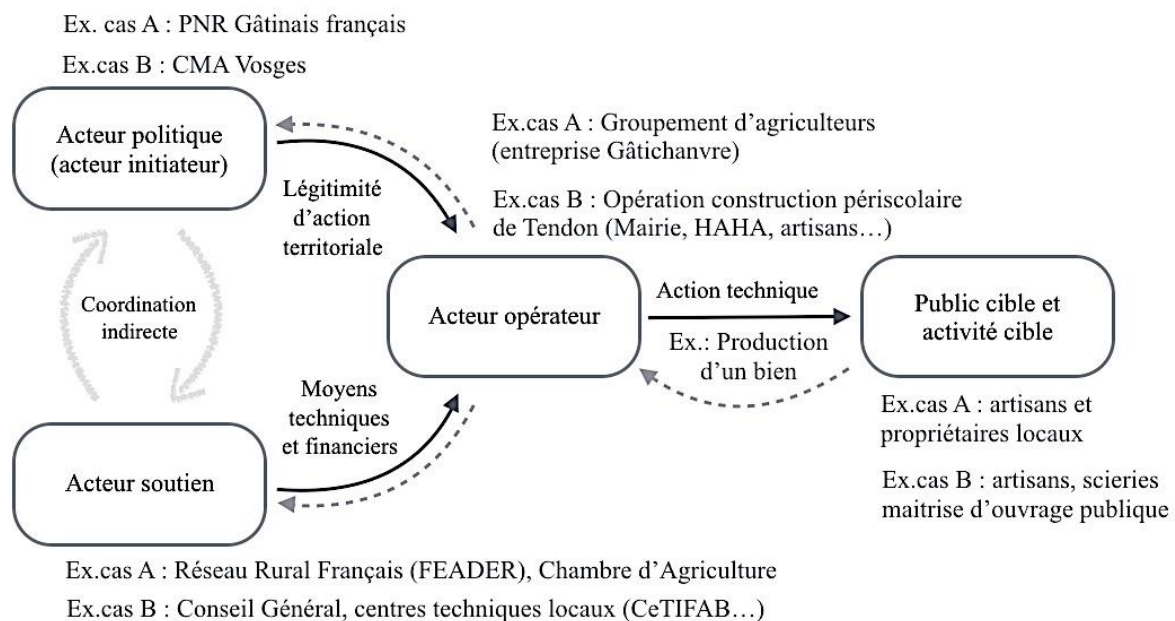 Ex. cas A : PNR Gâtinais français
Ex.cas B : CMA Vosges
Acteur politique
(acteur initiateur)
Légitimité
d’action
territoriale
Ex.cas A : Groupement d’agriculteurs
(entreprise Gâtichanvre)
Ex.cas B : Opération construction périscolaire
de Tendon (Mairie, HAHA, artisans…)
Coordination
indirecte
Acteur opérateur
Action technique
Ex.: Production
d’un bien
Public cible et
activité cible
Ex.cas A : artisans et
propriétaires locaux
Ex.cas B : artisans, scieries
maitrise d’ouvrage publique
Moyens
techniques
et financiers
Acteur soutien
Ex.cas A : Réseau Rural Français (FEADER), Chambre d’Agriculture
Ex.cas B : Conseil Général, centres techniques locaux (CeTIFAB…)